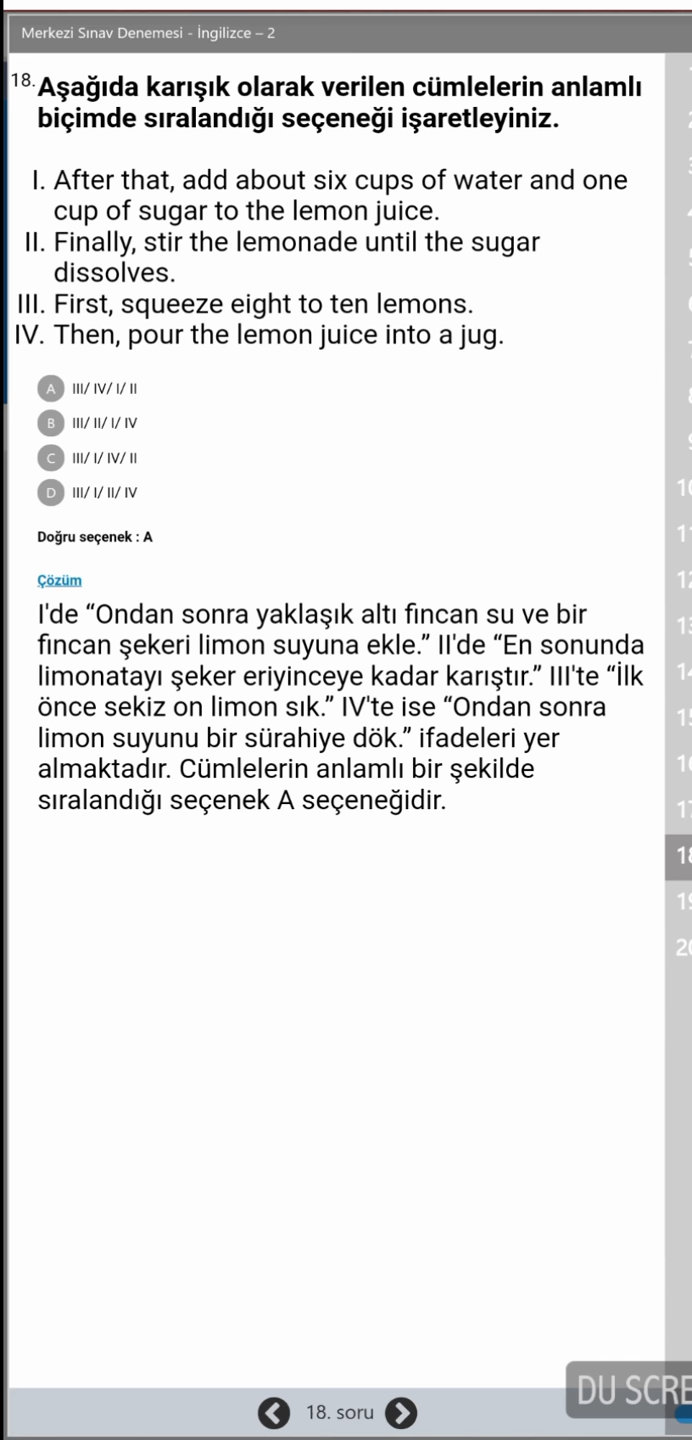 Merkezi Sınav Denemesi - İngilizce – 2
18. Aşağıda karışık olarak verilen cümlelerin anlamlı
biçimde sıralandığı seçeneği işaretleyiniz.
I. After that, add about six cups of water and one
cup of sugar to the lemon juice.
II. Finally, stir the lemonade until the sugar
dissolves.
III. First, squeeze eight to ten lemons.
IV. Then, pour the lemon juice into a jug.
A III/ IV/ I/ II
B III/ II/ I/ IV
C III/ I/ IV/ II
D III/ I/ II/ IV
Doğru seçenek : A
Çözüm
I'de “Ondan sonra yaklaşık altı fincan su ve bir
fincan şekeri limon suyuna ekle.” II'de “En sonunda
limonatayı şeker eriyinceye kadar karıştır.” III'te “İlk
önce sekiz on limon sık.” IV'te ise “Ondan sonra
limon suyunu bir sürahiye dök.” ifadeleri yer
almaktadır. Cümlelerin anlamlı bir şekilde
sıralandığı seçenek A seçeneğidir.
18. soru
DU SCRE